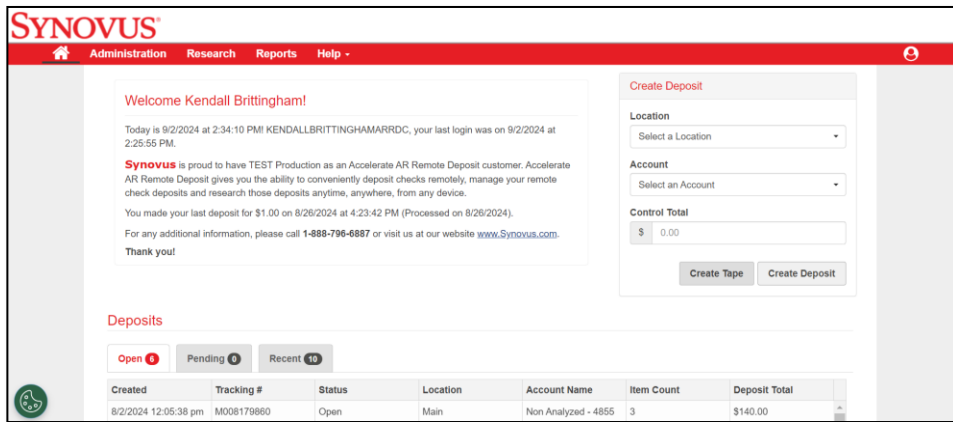 SYNOVUS®
Administration Research Reports Help
Welcome Kendall Brittingham!
Today is 9/2/2024 at 2:34:10 PM! KENDALLBRITTINGHAMARRDC, your last login was on 9/2/2024 at
2:25:55 PM.
Synovus is proud to have TEST Production as an Accelerate AR Remote Deposit customer. Accelerate
AR Remote Deposit gives you the ability to conveniently deposit checks remotely, manage your remote
check deposits and research those deposits anytime, anywhere, from any device.
You made your last deposit for $1.00 on 8/26/2024 at 4:23:42 PM (Processed on 8/26/2024).
For any additional information, please call 1-888-796-6887 or visit us at our website www.Synovus.com.
Thank you!
Create Deposit
Location
Select a Location
Account
Select an Account
Control Total
$ 0.00
Create Tape Create Deposit
Deposits
Open 6 Pending 0 Recent 10
Created Tracking # Status Location Account Name Item Count Deposit Total
8/2/2024 12:05:38 pm M008179860 Open Main Non Analyzed - 4855 3 $140.00